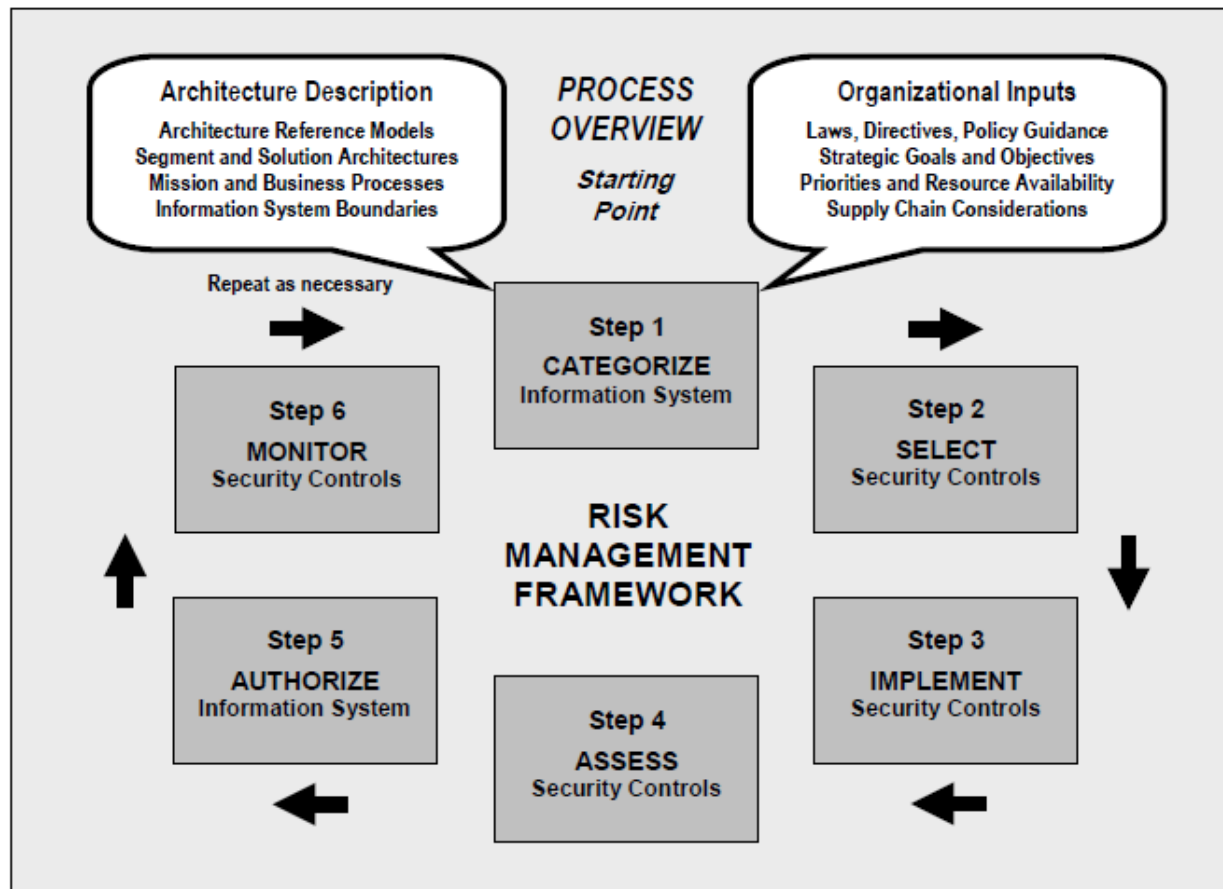 Architecture Description
Architecture Reference Models
Segment and Solution Architectures
Mission and Business Processes
Information System Boundaries
PROCESS
OVERVIEW
Starting
Point
Organizational Inputs
Laws, Directives, Policy Guidance
Strategic Goals and Objectives
Priorities and Resource Availability
Supply Chain Considerations
Repeat as necessary
Step 1
CATEGORIZE
Information System
Step 2
SELECT
Security Controls
Step 3
IMPLEMENT
Security Controls
Step 4
ASSESS
Security Controls
Step 5
AUTHORIZE
Information System
Step 6
MONITOR
Security Controls
RISK
MANAGEMENT
FRAMEWORK